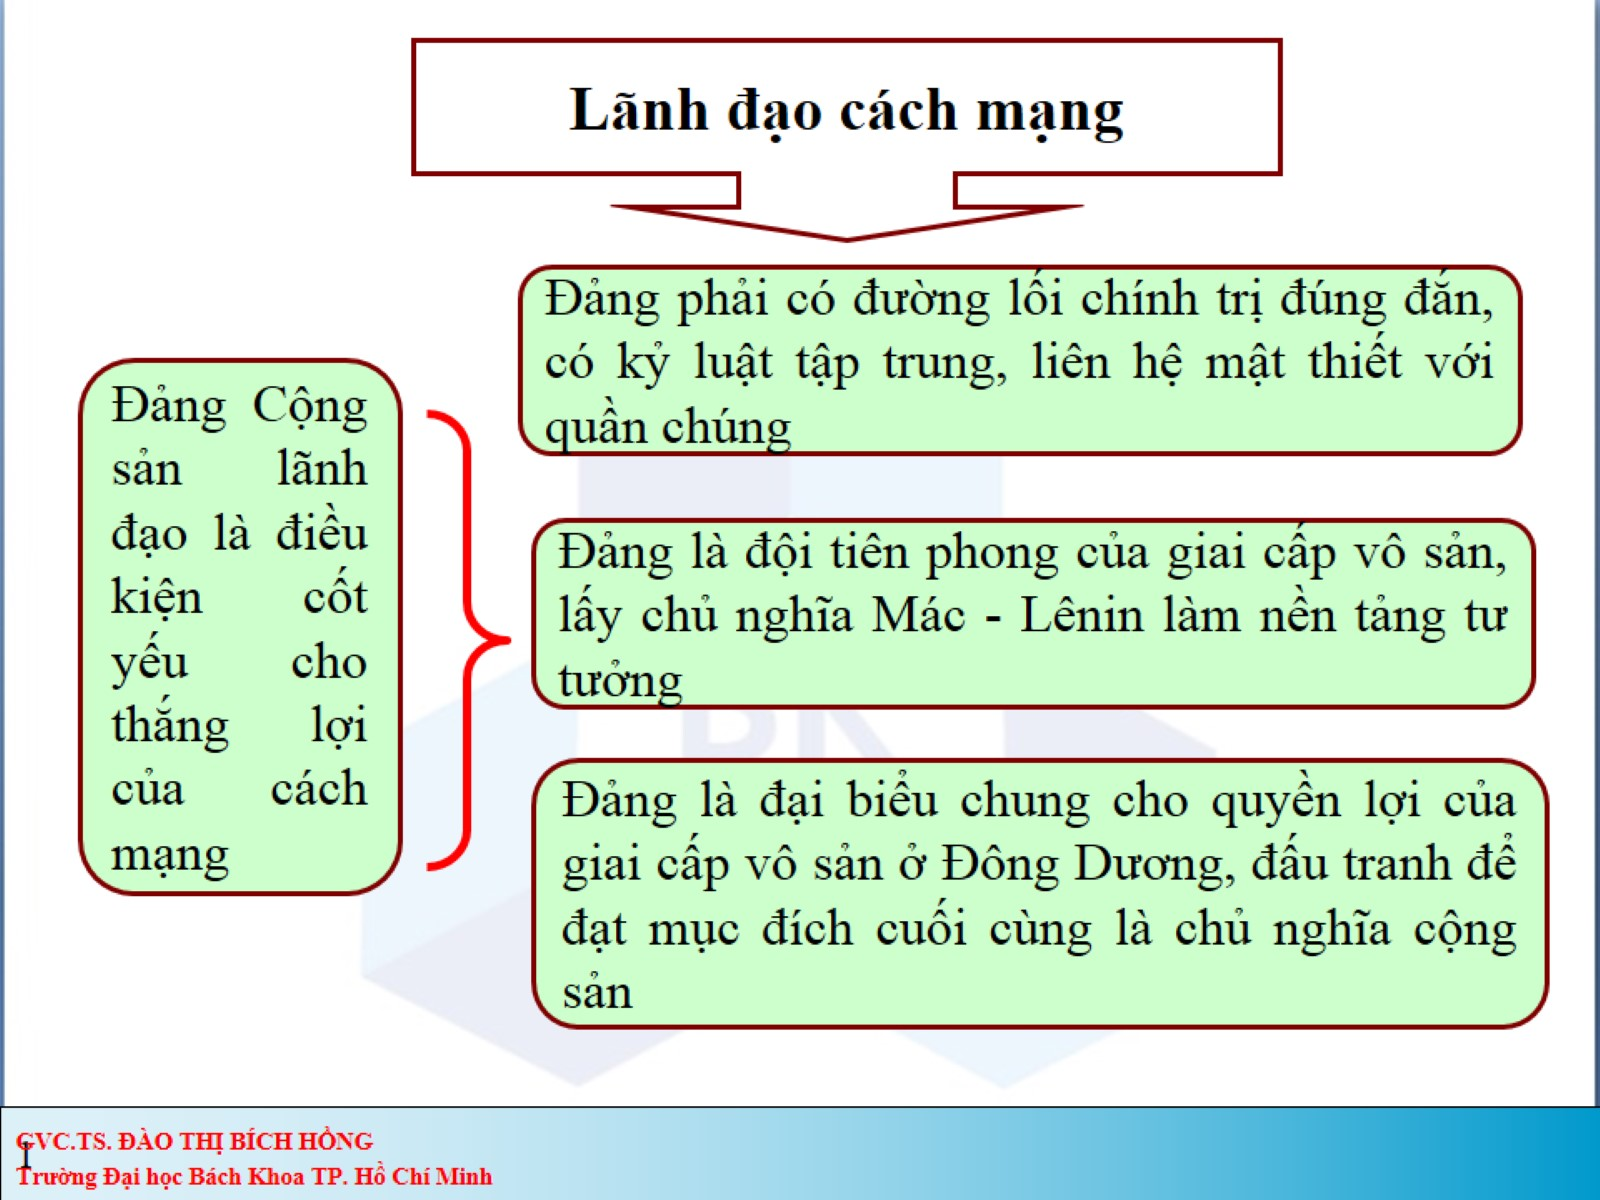 Lãnh đạo cách mạng
Đảng Cộng
sản lãnh
đạo là điều
kiện cốt
yếu cho
thắng lợi
của cách
mạng
Đảng phải có đường lối chính trị đúng đắn,
có kỷ luật tập trung, liên hệ mật thiết với
quần chúng
Đảng là đội tiên phong của giai cấp vô sản,
lấy chủ nghĩa Mác - Lênin làm nền tảng tư
tưởng
Đảng là đại biểu chung cho quyền lợi của
giai cấp vô sản ở Đông Dương, đấu tranh để
đạt mục đích cuối cùng là chủ nghĩa cộng
sản
BK
GVC.TS. ĐÀO THỊ BÍCH HỒNG
1
Trường Đại học Bách Khoa TP. Hồ Chí Minh